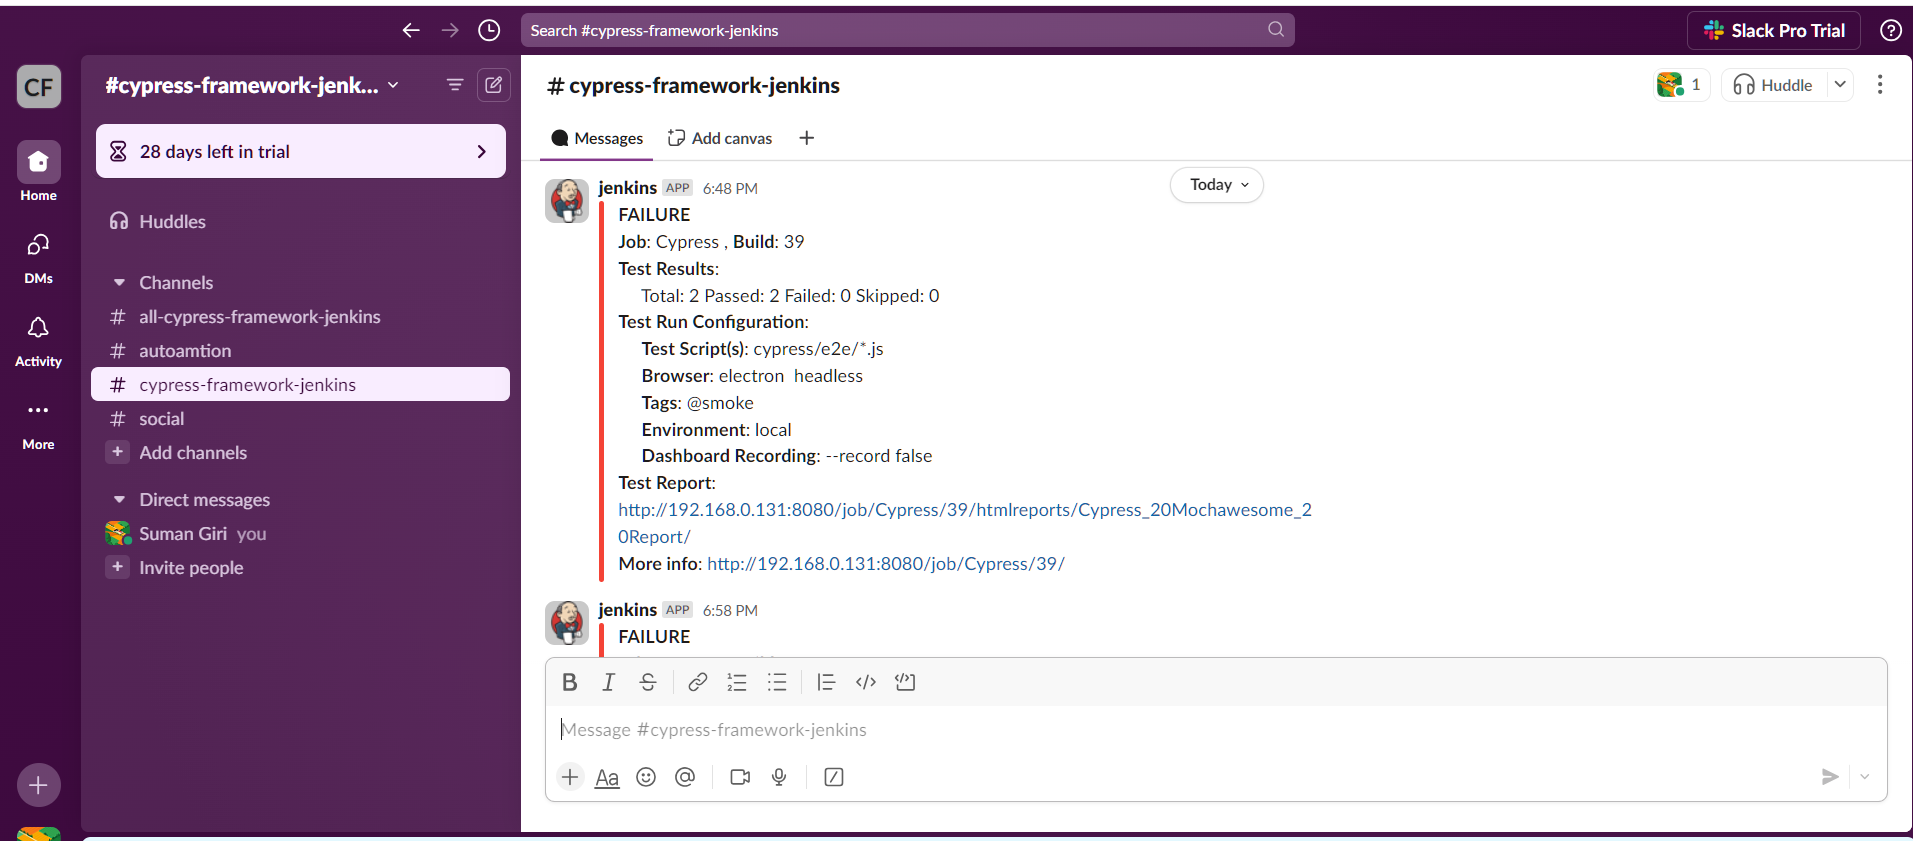 Search #cypress-framework-jenkins
Slack Pro Trial
CF
#cypress-framework-jenk...
28 days left in trial
Home
DMs
Activity
More
Huddles
Channels
# all-cypress-framework-jenkins
# autoamtion
# cypress-framework-jenkins
# social
+ Add channels
Direct messages
Suman Giri you
+ Invite people
# cypress-framework-jenkins
1
Huddle
Messages
Add canvas
Today
jenkins APP 6:48 PM
FAILURE
Job: Cypress , Build: 39
Test Results:
Total: 2 Passed: 2 Failed: 0 Skipped: 0
Test Run Configuration:
Test Script(s): cypress/e2e/*.js
Browser: electron  headless
Tags: @smoke
Environment: local
Dashboard Recording: --record false
Test Report:
http://192.168.0.131:8080/job/Cypress/39/htmlreports/Cypress_20Mochawesome_2
0Report/
More info: http://192.168.0.131:8080/job/Cypress/39/
jenkins APP 6:58 PM
FAILURE
Message #cypress-framework-jenkins
Aa